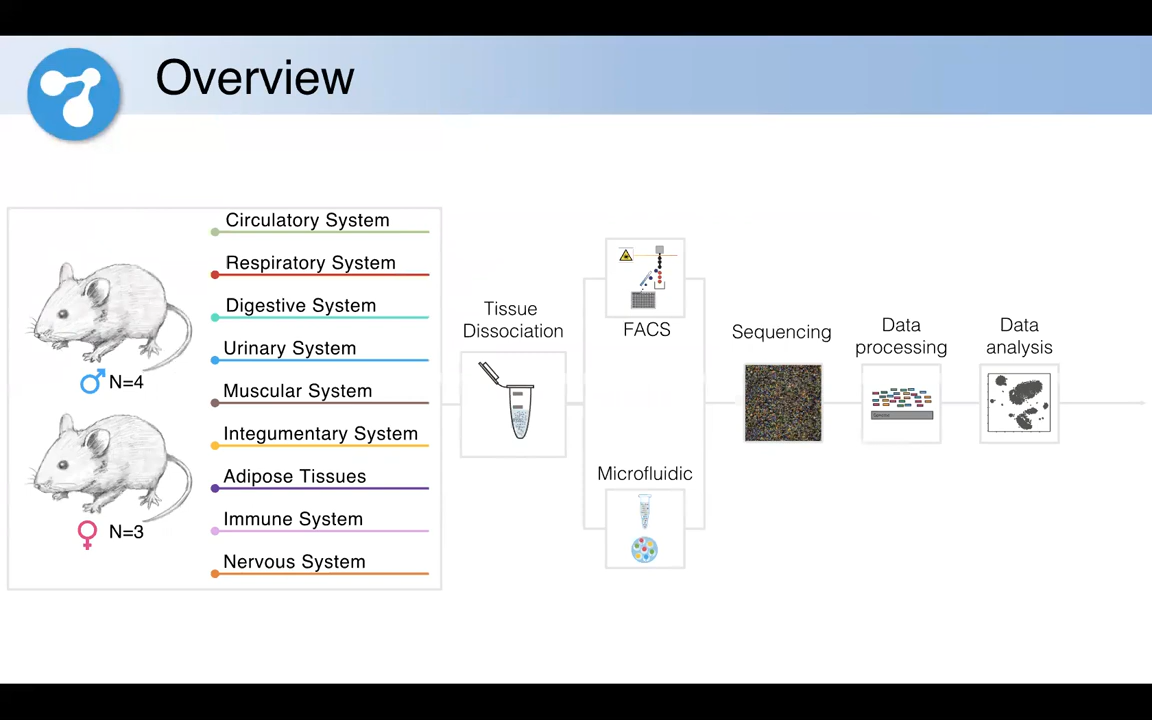 Overview
Circulatory System
Respiratory System
Digestive System
Urinary System
Muscular System
Integumentary System
Adipose Tissues
Immune System
Nervous System
♂ N=4
♀ N=3
Tissue
Dissociation
FACS
Microfluidic
Sequencing
Data
processing
Data
analysis